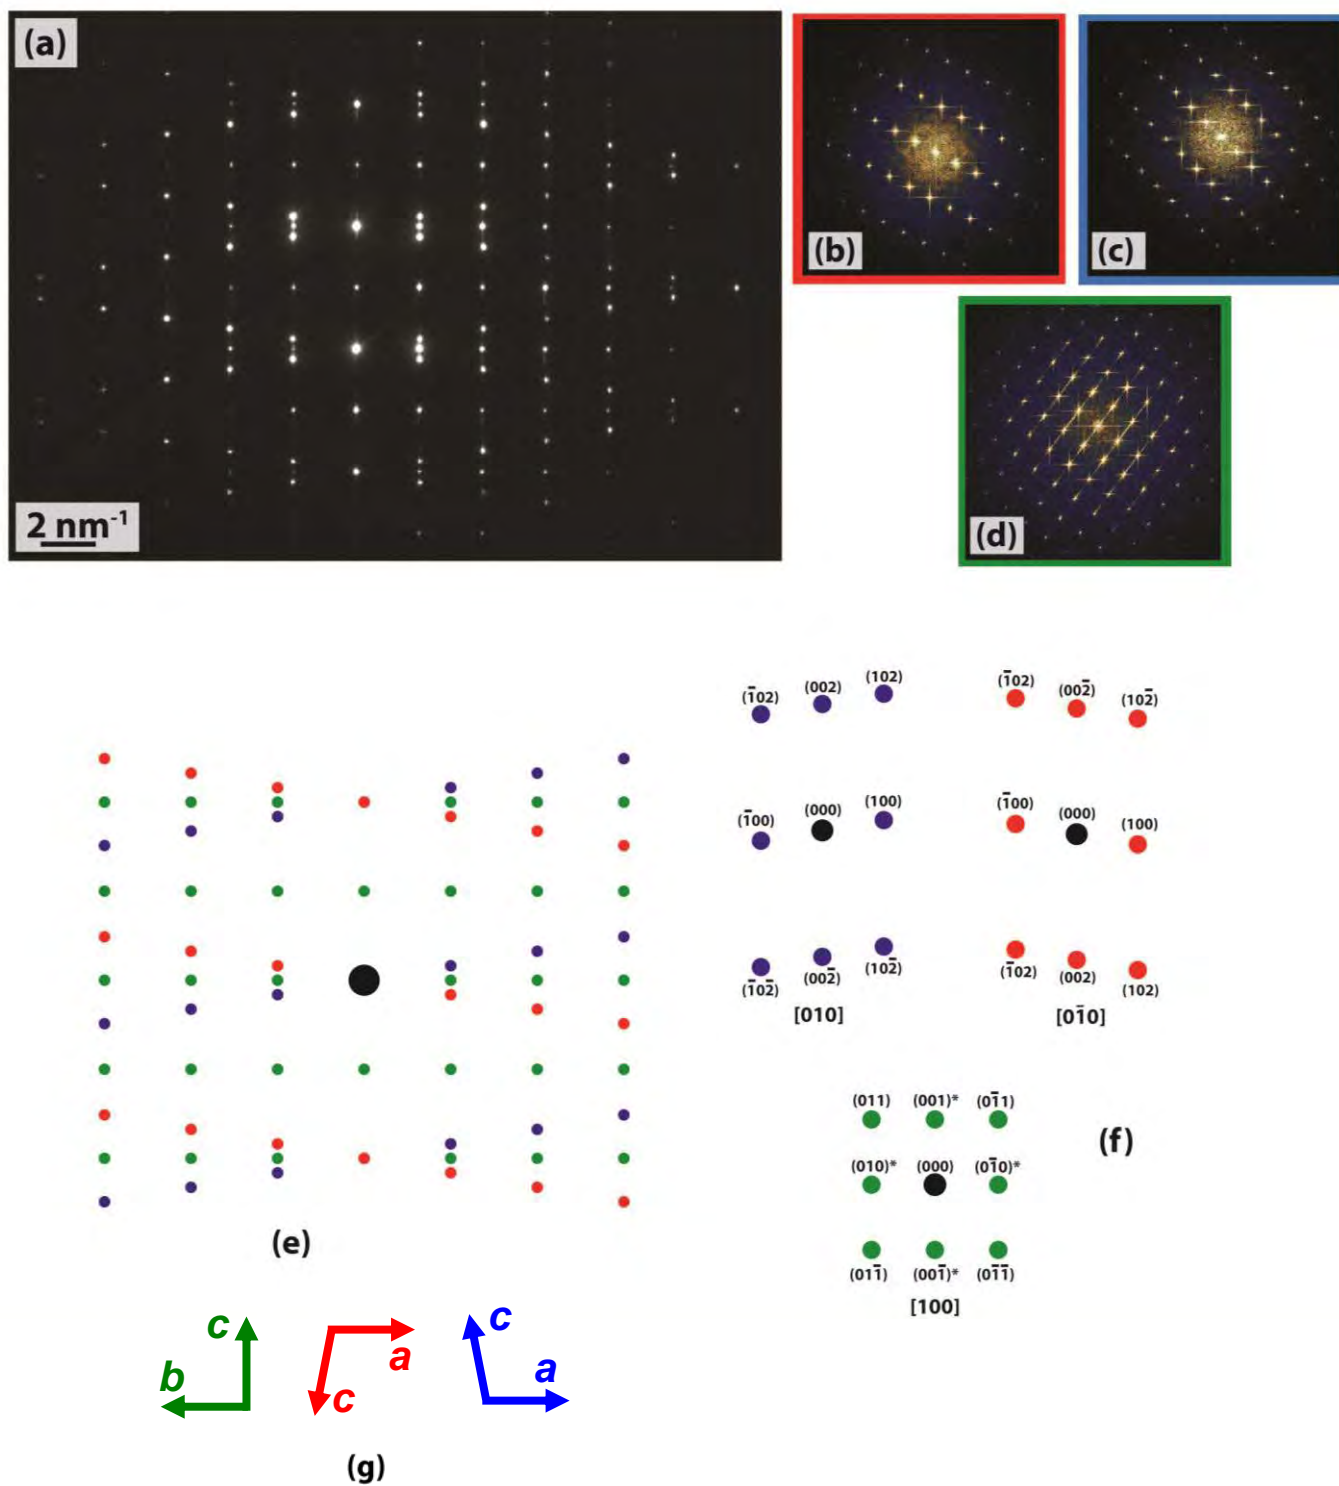 (a)
2 nm⁻¹
(b)
(c)
(d)
(1̅02) (002) (102)
(1̅00) (000) (100)
(1̅02̅) (002̅) (102̅)
[010]
(1̅02) (002̅) (102̅)
(1̅00) (000) (100)
(1̅02) (002) (102)
[01̅0]
(011) (001)* (01̅1)
(010)* (000) (01̅0)*
(011̅) (001̅)* (01̅1̅)
[100]
(e)
(f)
c
b
a
c
c
a
(g)